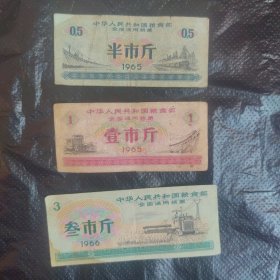 中华人民共和国粮食部
全国通用粮票
0.5
0.5
半市斤
1965
中华人民共和国粮食部
全国通用粮票
1
1
壹市斤
1965
3
中华人民共和国粮食部
全国通用粮票
叁市斤
1966